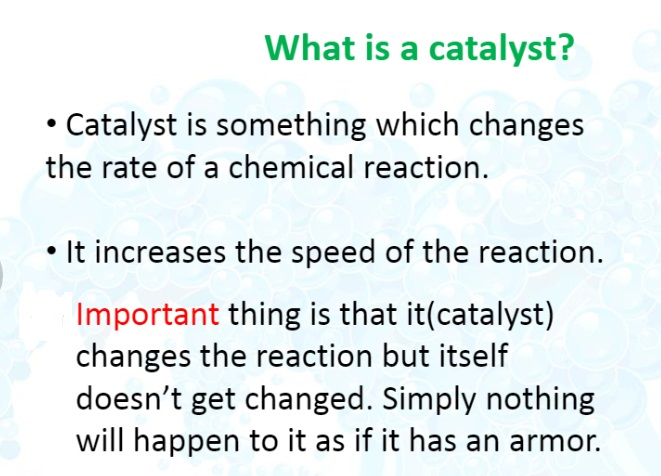 What is a catalyst?
• Catalyst is something which changes
the rate of a chemical reaction.
• It increases the speed of the reaction.
Important thing is that it(catalyst)
changes the reaction but itself
doesn’t get changed. Simply nothing
will happen to it as if it has an armor.